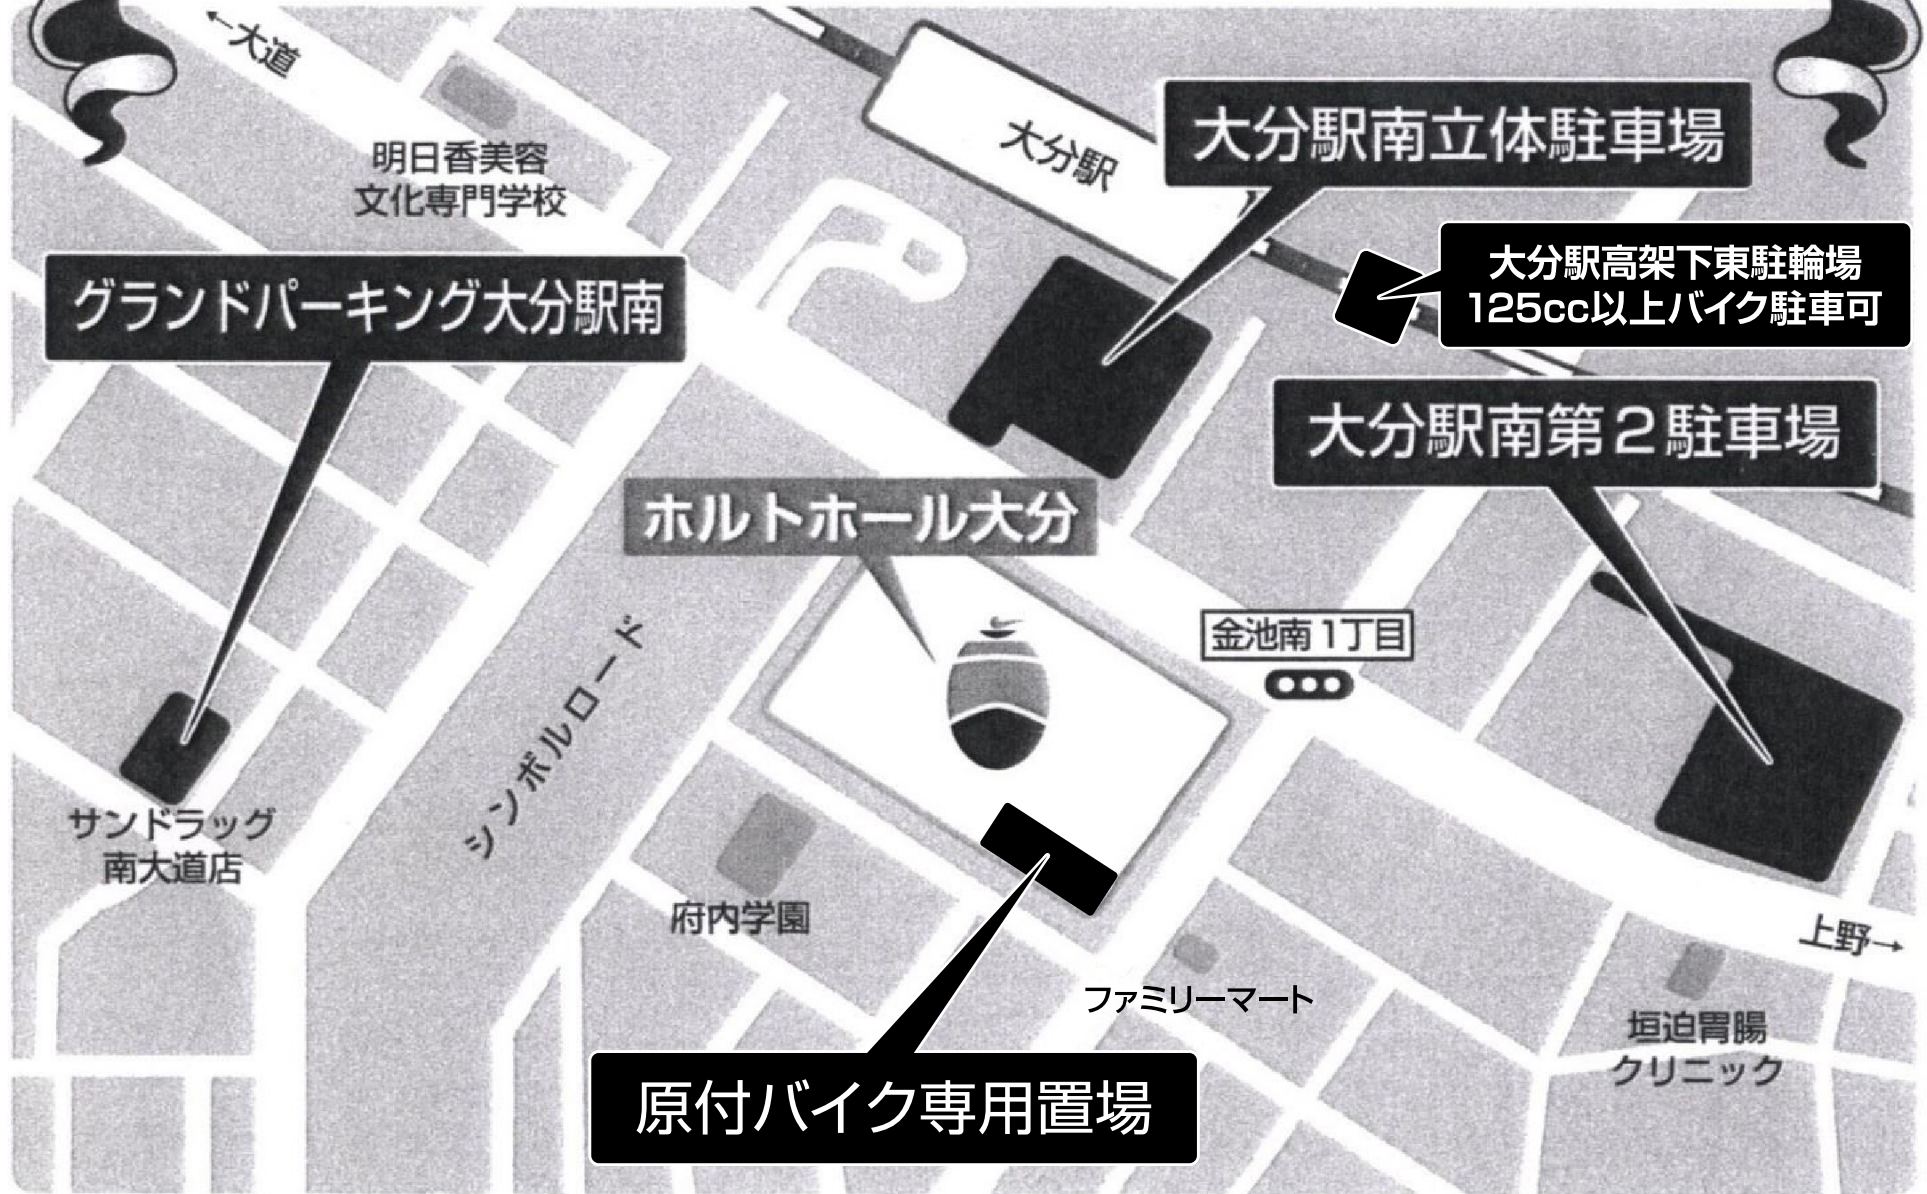 ←大道
大分駅
大分駅南立体駐車場
明日香美容
文化専門学校
大分駅高架下東駐輪場
125cc以上バイク駐車可
グランドパーキング大分駅南
大分駅南第2駐車場
ホルトホール大分
金池南1丁目
シンボルロード
サンドラッグ
南大道店
府内学園
上野→
ファミリーマート
垣迫胃腸
クリニック
原付バイク専用置場